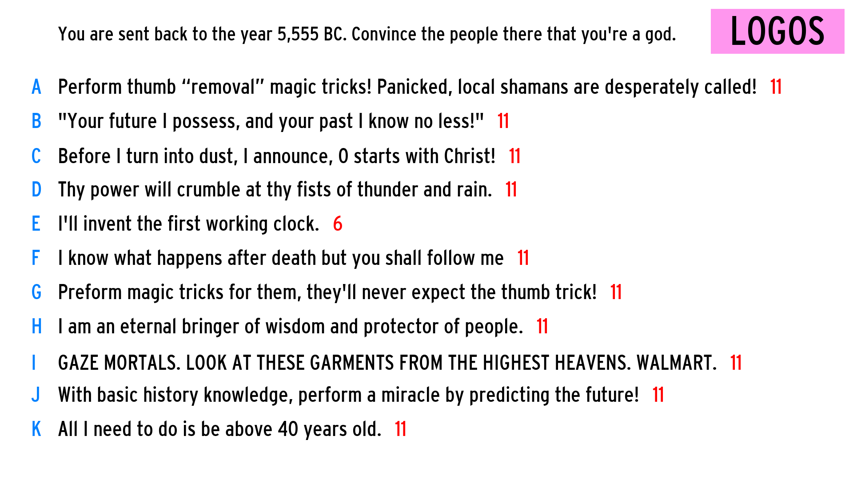 You are sent back to the year 5,555 BC. Convince the people there that you're a god.
LOGOS
A Perform thumb “removal” magic tricks! Panicked, local shamans are desperately called! 11
B "Your future I possess, and your past I know no less!" 11
C Before I turn into dust, I announce, 0 starts with Christ! 11
D Thy power will crumble at thy fists of thunder and rain. 11
E I'll invent the first working clock. 6
F I know what happens after death but you shall follow me 11
G Preform magic tricks for them, they'll never expect the thumb trick! 11
H I am an eternal bringer of wisdom and protector of people. 11
I GAZE MORTALS. LOOK AT THESE GARMENTS FROM THE HIGHEST HEAVENS. WALMART. 11
J With basic history knowledge, perform a miracle by predicting the future! 11
K All I need to do is be above 40 years old. 11